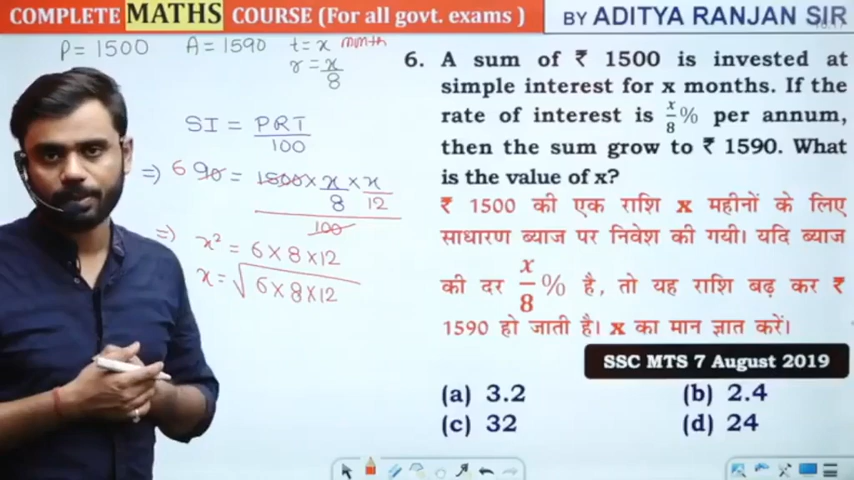 COMPLETE MATHS COURSE (For all govt. exams )
BY ADITYA RANJAN SIR
P = 1500 A = 1590 t = x month
r = x/8
SI = PRT/100
⇒ 6 90 = 1500 × x/8 × x/12
100
⇒ x² = 6 × 8 × 12
x = √6 × 8 × 12
6. A sum of ₹ 1500 is invested at
simple interest for x months. If the
rate of interest is x/8% per annum,
then the sum grow to ₹ 1590. What
is the value of x?
₹ 1500 की एक राशि x महीनों के लिए
साधारण ब्याज पर निवेश की गयी। यदि ब्याज
की दर x/8% है, तो यह राशि बढ़ कर ₹
1590 हो जाती है। x का मान ज्ञात करें।
SSC MTS 7 August 2019
(a) 3.2 (b) 2.4
(c) 32 (d) 24